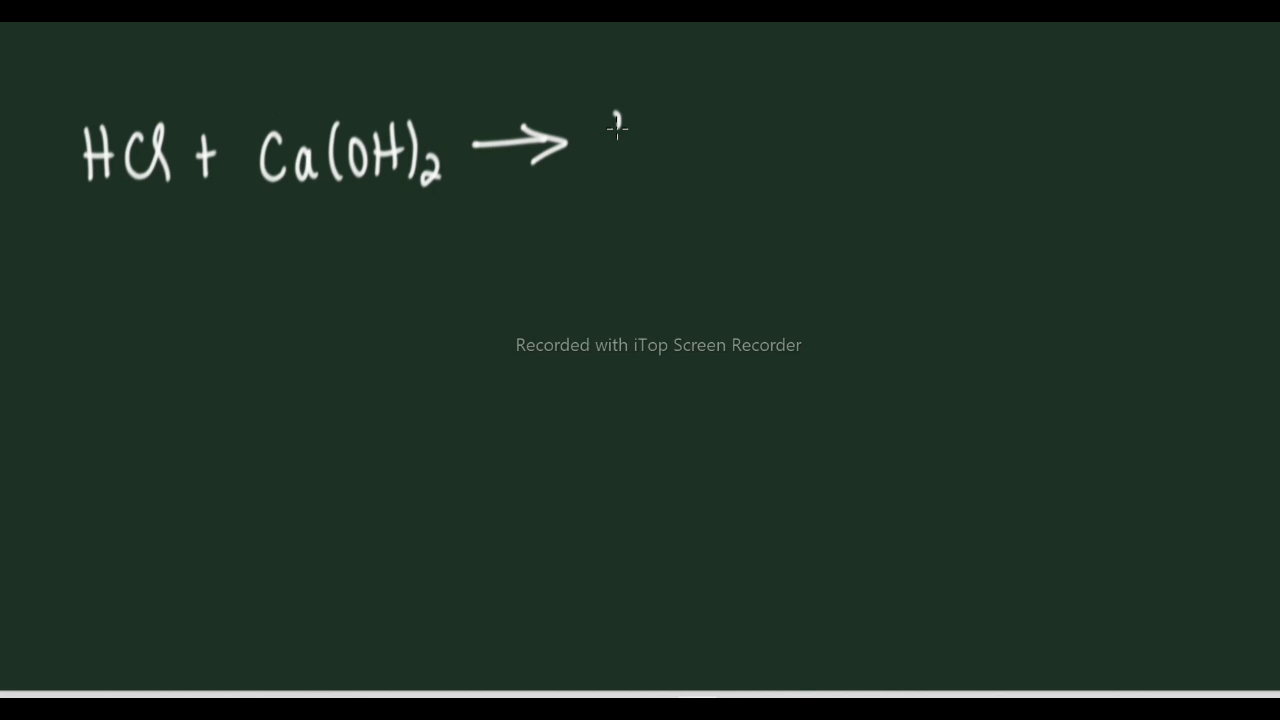 HCl + Ca(OH)₂ →
Recorded with iTop Screen Recorder